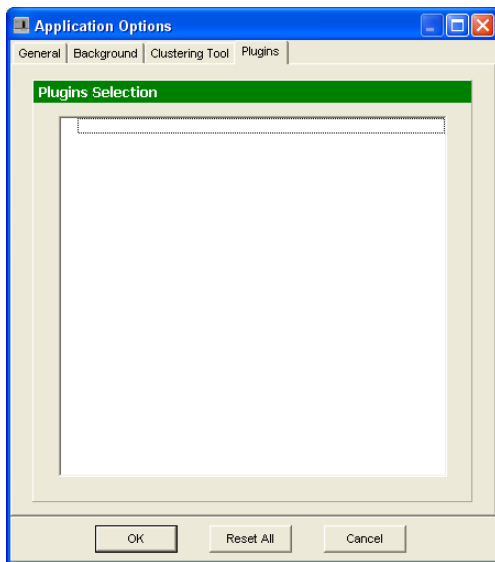 Application Options
General Background Clustering Tool Plugins
Plugins Selection
OK Reset All Cancel